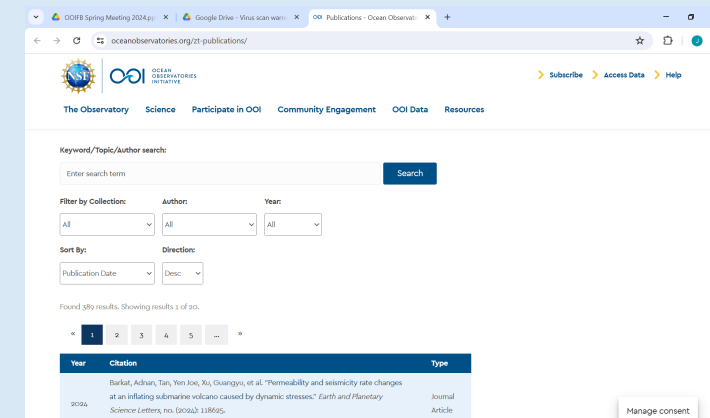 OOIFB Spring Meeting 2024.pp
Google Drive - Virus scan warn
Publications - Ocean Observato
oceanobservatories.org/zt-publications/
NSF
OOI OCEAN OBSERVATORIES INITIATIVE
Subscribe Access Data Help
The Observatory Science Participate in OOI Community Engagement OOI Data Resources
Keyword/Topic/Author search:
Enter search term Search
Filter by Collection: Author: Year:
All All All
Sort By: Direction:
Publication Date Desc
Found 389 results. Showing results 1 of 20.
« 1 2 3 4 5 ... »
Year Citation Type
Barkat, Adnan, Tan, Yen Joe, Xu, Guangyu, et al. "Permeability and seismicity rate changes
2024 at an inflating submarine volcano caused by dynamic stresses." Earth and Planetary Journal
Science Letters, no. (2024): 118625. Article
Manage consent